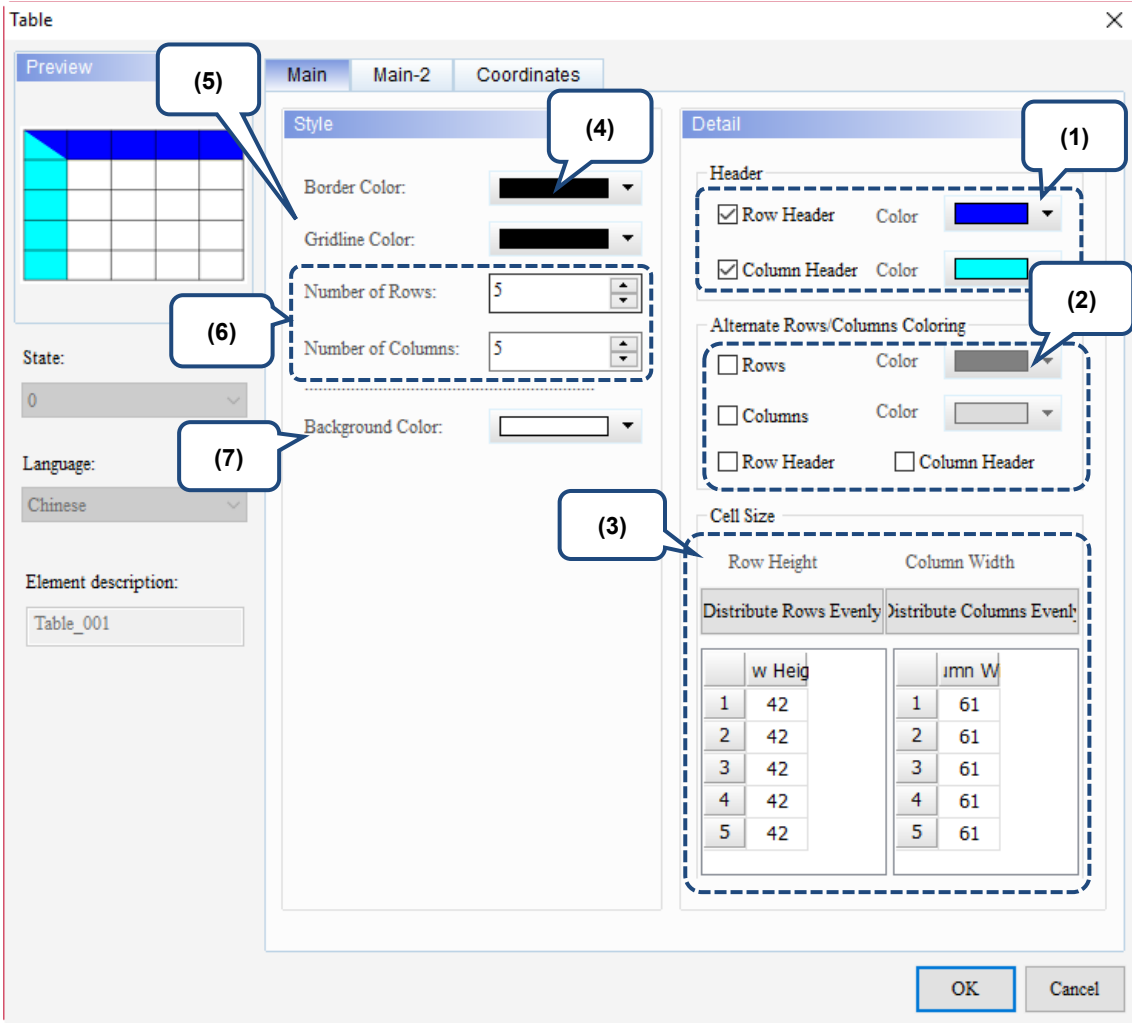 Table
Preview
(5)
Main
Main-2
Coordinates
Style
(4)
Border Color:
Gridline Color:
Number of Rows:
5
(6)
Number of Columns:
5
Background Color:
(7)
State:
0
Language:
Chinese
Element description:
Table_001
Detail
(1)
Header
Row Header
Color
Column Header
Color
(2)
Alternate Rows/Columns Coloring
Rows
Color
Columns
Color
Row Header
Column Header
(3)
Cell Size
Row Height
Column Width
Distribute Rows Evenly
Distribute Columns Evenly
w Heig
1 42
2 42
3 42
4 42
5 42
umn W
1 61
2 61
3 61
4 61
5 61
OK
Cancel